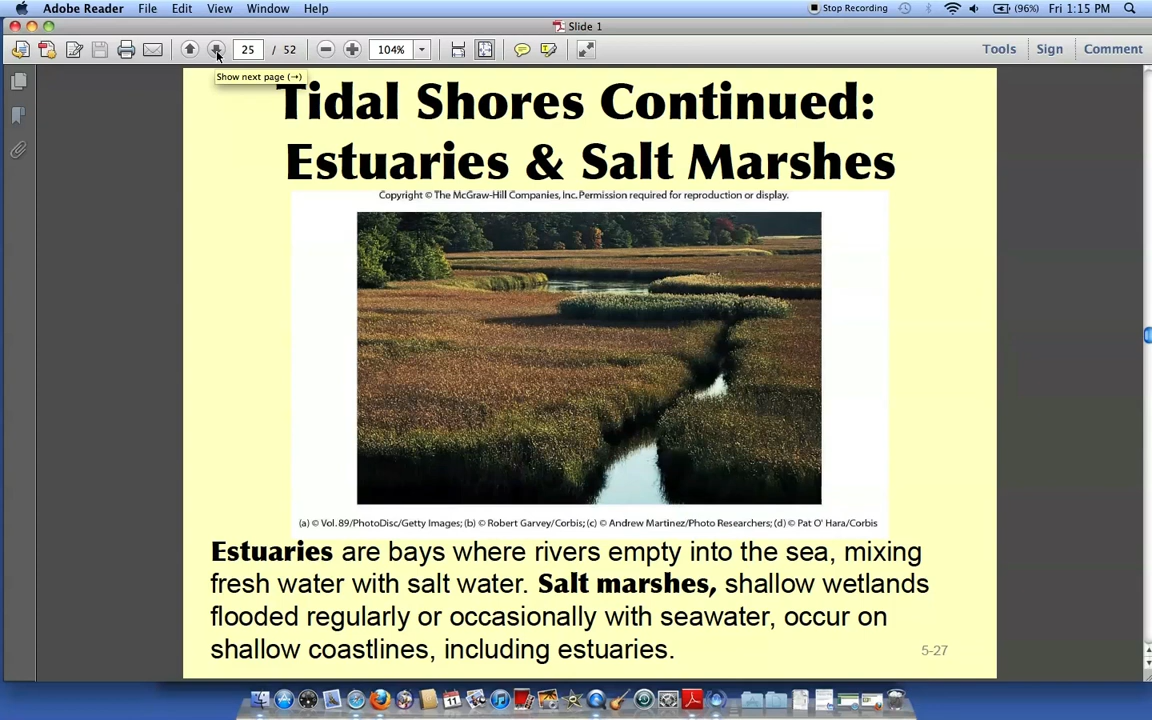 Adobe Reader File Edit View Window Help Stop Recording (96%) Fri 1:15 PM
Slide 1
25 / 52 104% Tools Sign Comment
Show next page (→)
Tidal Shores Continued:
Estuaries & Salt Marshes
Copyright © The McGraw-Hill Companies, Inc. Permission required for reproduction or display.
(a) © Vol. 89/PhotoDisc/Getty Images; (b) © Robert Garvey/Corbis; (c) © Andrew Martinez/Photo Researchers; (d) © Pat O' Hara/Corbis
Estuaries are bays where rivers empty into the sea, mixing
fresh water with salt water. Salt marshes, shallow wetlands
flooded regularly or occasionally with seawater, occur on
shallow coastlines, including estuaries.
5-27